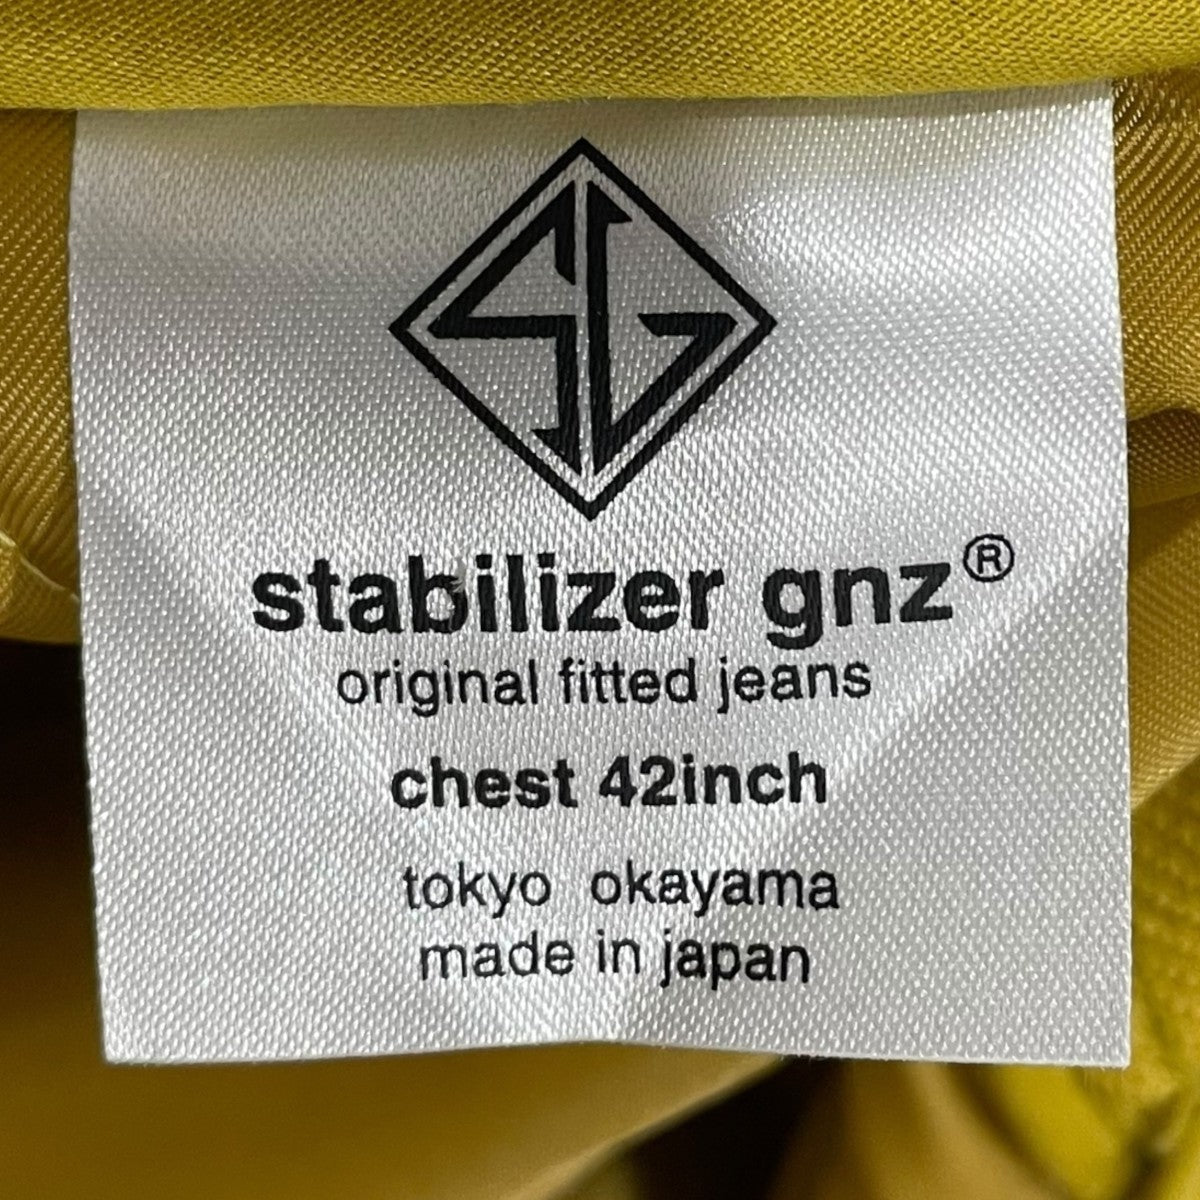 SG
stabilizer gnz®
original fitted jeans
chest 42inch
tokyo okayama
made in japan